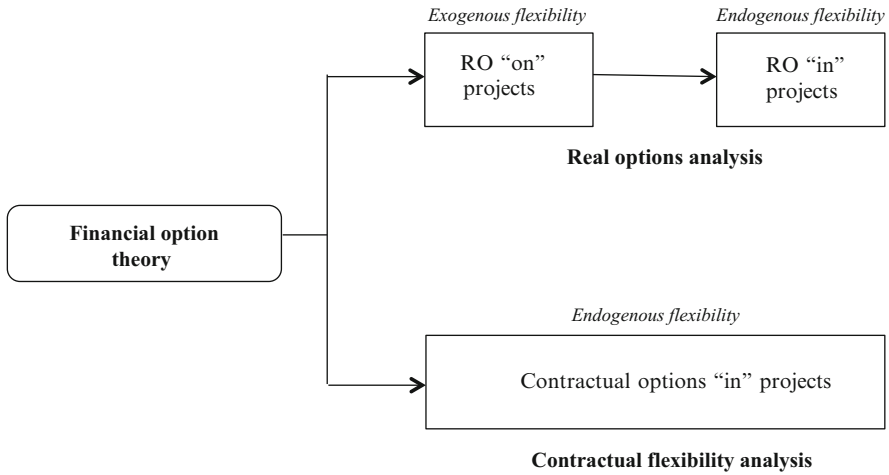 Exogenous flexibility
Endogenous flexibility
RO “on”
projects
RO “in”
projects
Real options analysis
Financial option
theory
Endogenous flexibility
Contractual options “in” projects
Contractual flexibility analysis